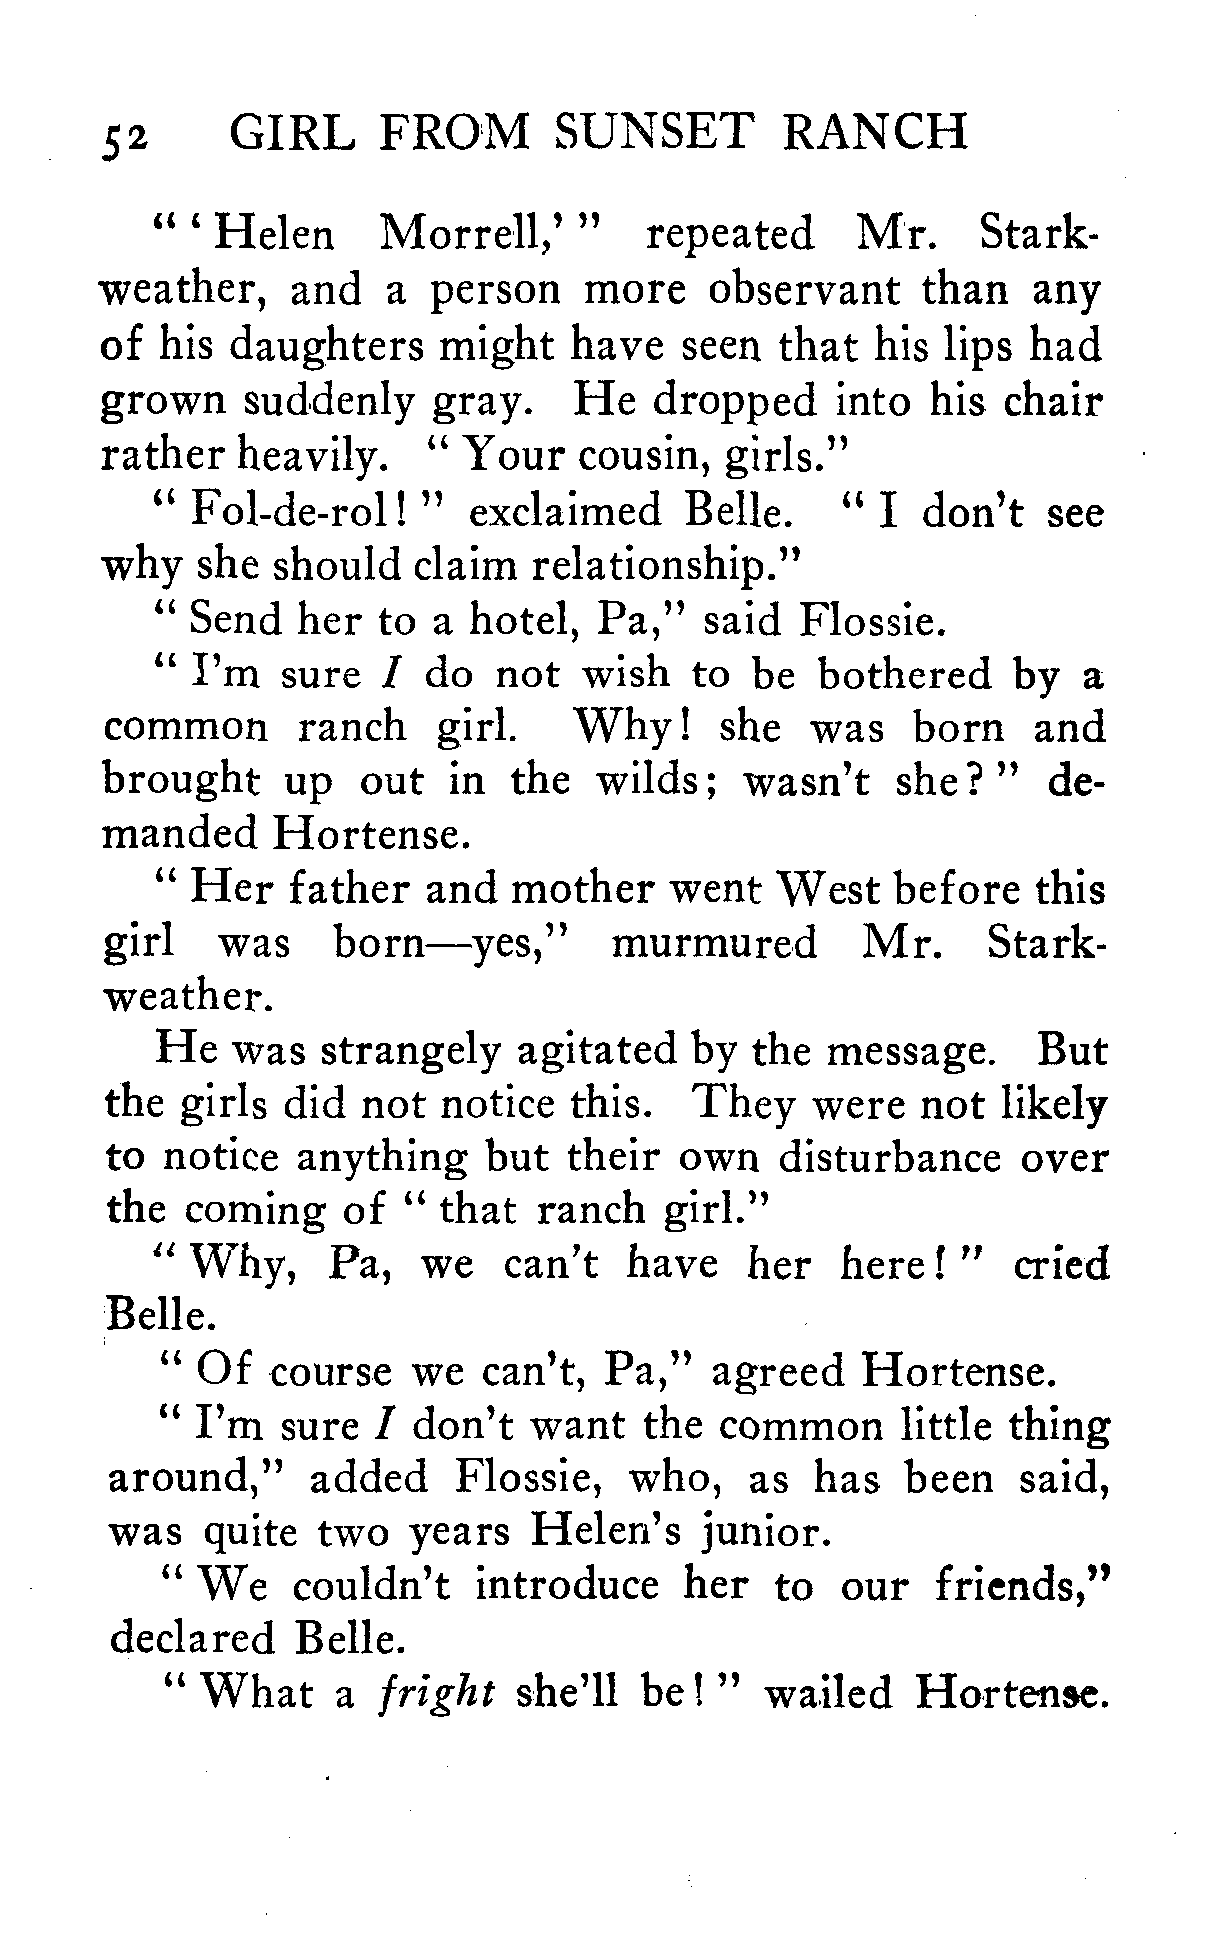 52 GIRL FROM SUNSET RANCH
" ' Helen Morrell,' " repeated Mr. Stark-
weather, and a person more observant than any
of his daughters might have seen that his lips had
grown suddenly gray. He dropped into his chair
rather heavily. " Your cousin, girls."
" Fol-de-rol! " exclaimed Belle. " I don't see
why she should claim relationship."
" Send her to a hotel, Pa," said Flossie.
" I'm sure I do not wish to be bothered by a
common ranch girl. Why! she was born and
brought up out in the wilds; wasn't she? " de-
manded Hortense.
" Her father and mother went West before this
girl was born—yes," murmured Mr. Stark-
weather.
He was strangely agitated by the message. But
the girls did not notice this. They were not likely
to notice anything but their own disturbance over
the coming of " that ranch girl."
" Why, Pa, we can't have her here! " cried
Belle.
" Of course we can't, Pa," agreed Hortense.
" I'm sure I don't want the common little thing
around," added Flossie, who, as has been said,
was quite two years Helen's junior.
" We couldn't introduce her to our friends,"
declared Belle.
" What a fright she'll be! " wailed Hortense.